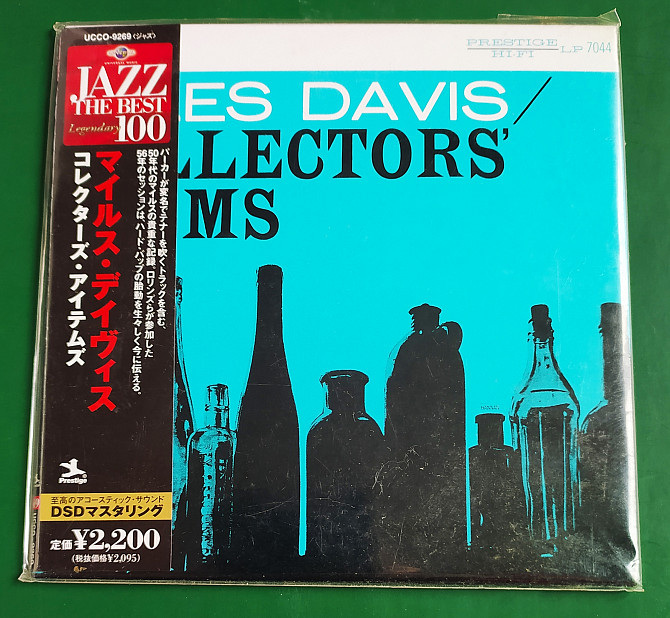 UCCO-9269〈ジャズ〉
JAZZ
THE BEST
Legendary 100
パーカーが変名でテナーを吹くトラックを含む、
50年代のマイルスの貴重な記録。ロリンズらが参加した
56年のセッションは、ハード・バップの胎動を生々しく今に伝える。
マイルス・デイヴィス
コレクターズ・アイテムズ
Prestige
至高のアコースティック・サウンド
DSDマスタリング
定価¥2,200
(税抜価格¥2,095)
PRESTIGE
HI-FI
LP 7044
ES DAVIS/
LLECTORS'
MS